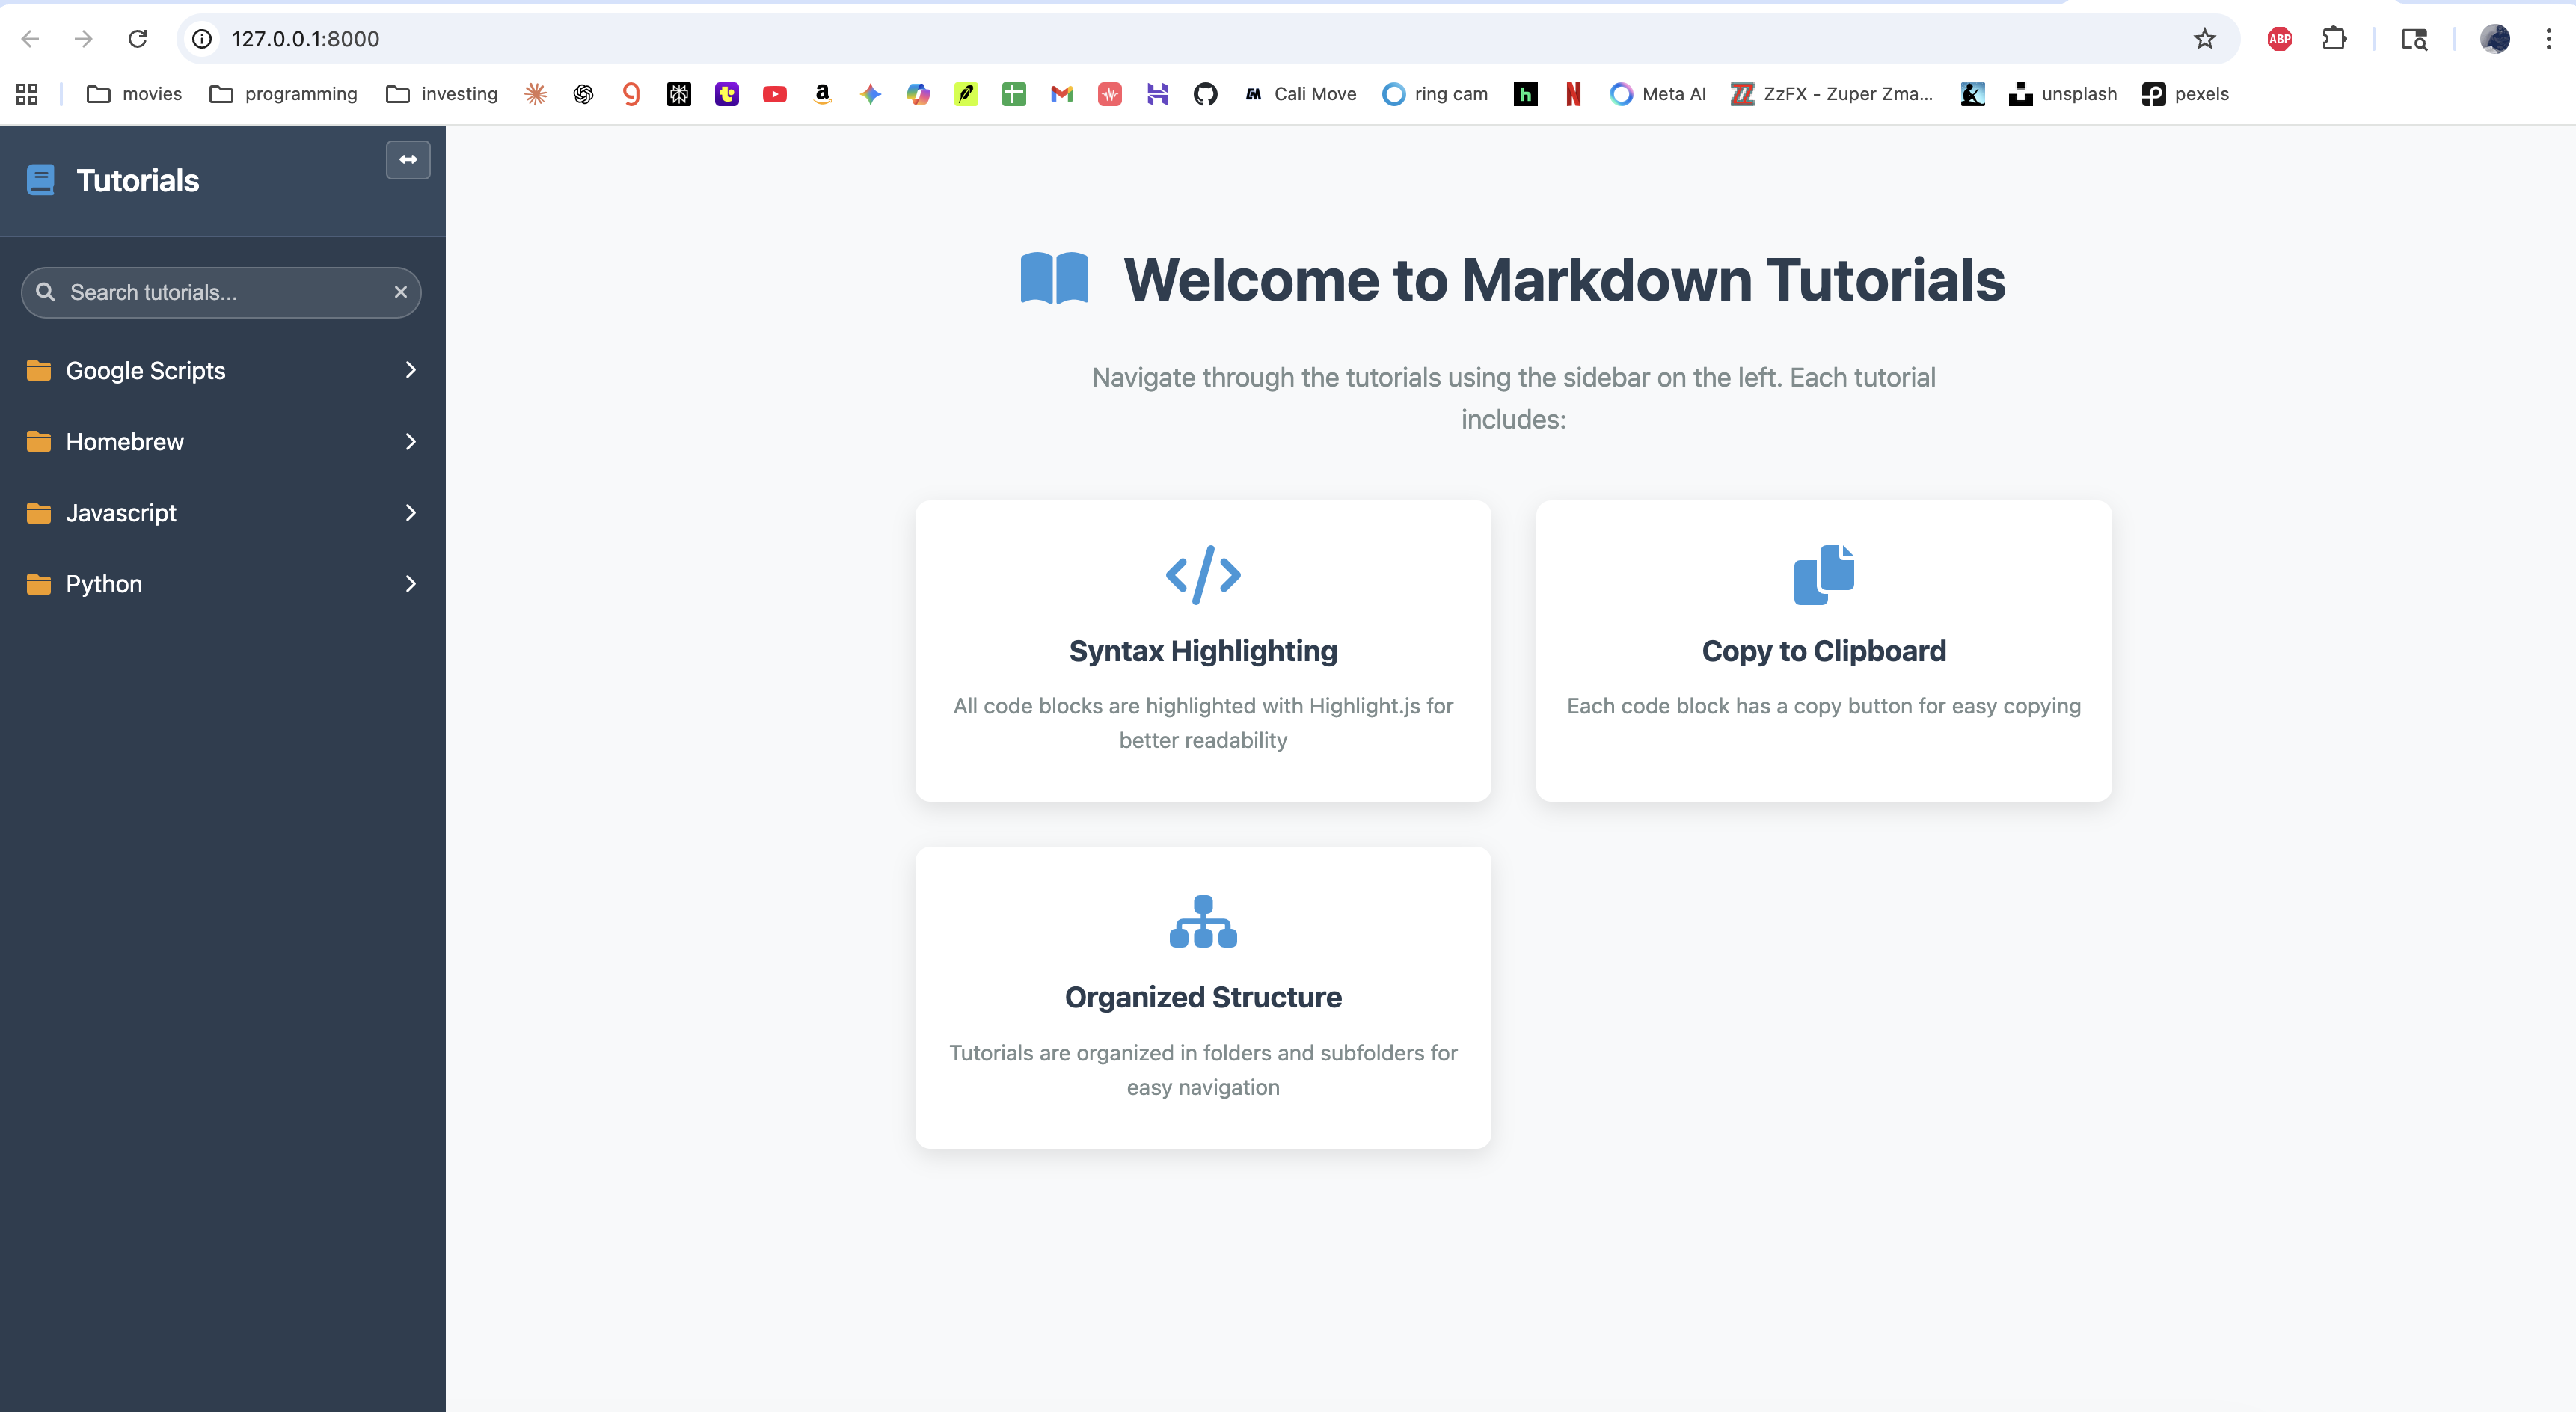 127.0.0.1:8000
ABP
movies
programming
investing
Cali Move
ring cam
Meta AI
ZzFX - Zuper Zma...
unsplash
pexels
Tutorials
Search tutorials...
Google Scripts
Homebrew
Javascript
Python
Welcome to Markdown Tutorials
Navigate through the tutorials using the sidebar on the left. Each tutorial
includes:
Syntax Highlighting
All code blocks are highlighted with Highlight.js for
better readability
Copy to Clipboard
Each code block has a copy button for easy copying
Organized Structure
Tutorials are organized in folders and subfolders for
easy navigation